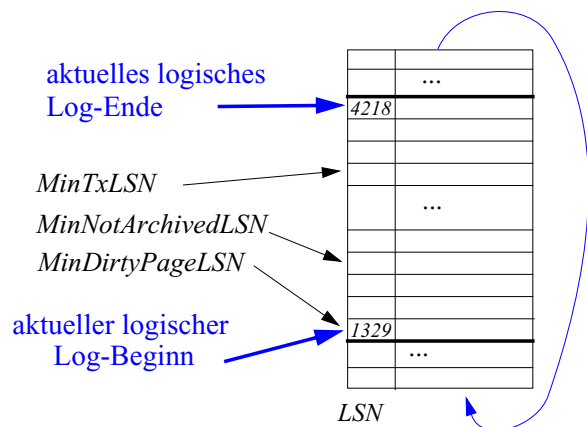 aktuelles logisches
Log-Ende
...
4218
MinTxLSN
...
MinNotArchivedLSN
MinDirtyPageLSN
aktueller logischer
Log-Beginn
1329
...
LSN